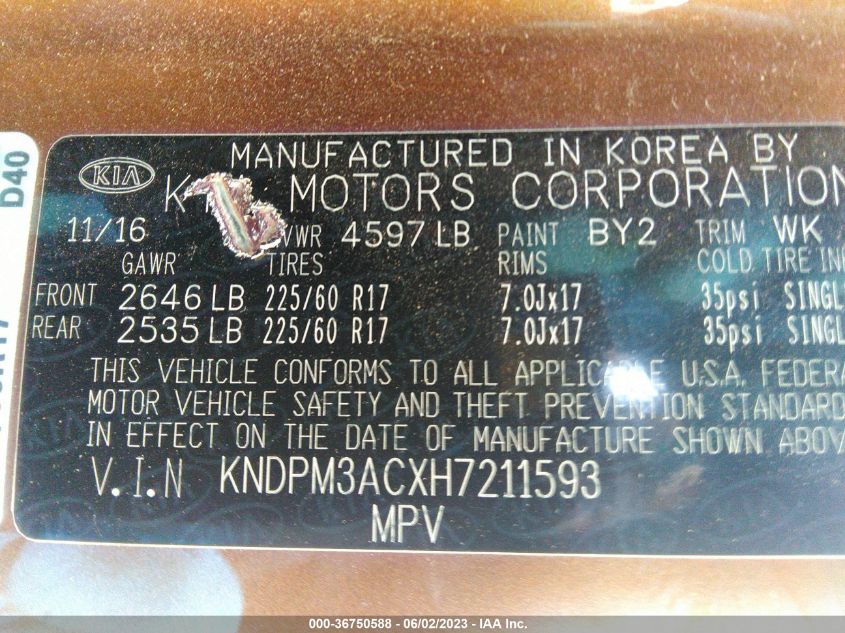 MANUFACTURED IN KOREA BY
KIA
MOTORS CORPORATION
11/16 VWR 4597 LB PAINT BY2 TRIM WK
GAWR TIRES RIMS COLD TIRE IN
FRONT 2646 LB 225/60 R17 7.0Jx17 35psi SINGL
REAR 2535 LB 225/60 R17 7.0Jx17 35psi SINGL
THIS VEHICLE CONFORMS TO ALL APPLICABLE U.S.A. FEDERA
MOTOR VEHICLE SAFETY AND THEFT PREVENTION STANDARD
IN EFFECT ON THE DATE OF MANUFACTURE SHOWN ABOV
V.I.N KNDPM3ACXH7211593
MPV
D40
000-36750588 - 06/02/2023 - IAA Inc.